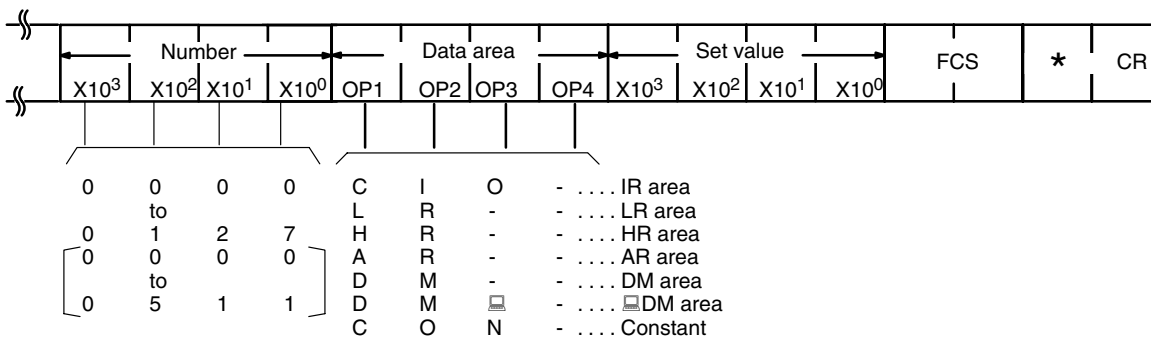 Number Data area Set value FCS * CR
X10³ X10² X10¹ X10⁰ OP1 OP2 OP3 OP4 X10³ X10² X10¹ X10⁰
0 0 0 0 C I O - .... IR area
to L R - - .... LR area
0 1 2 7 H R - - .... HR area
0 0 0 0 A R - - .... AR area
to D M - - .... DM area
0 5 1 1 D M 💻 - .... 💻DM area
C O N - .... Constant